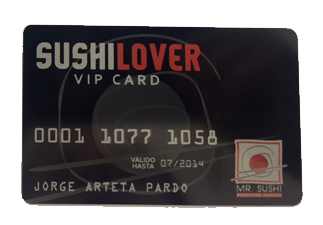 SUSHILOVER
VIP CARD
0001 1077 1058
VALIDO
HASTA 07/2014
JORGE ARTETA PARDO
MR. SUSHI